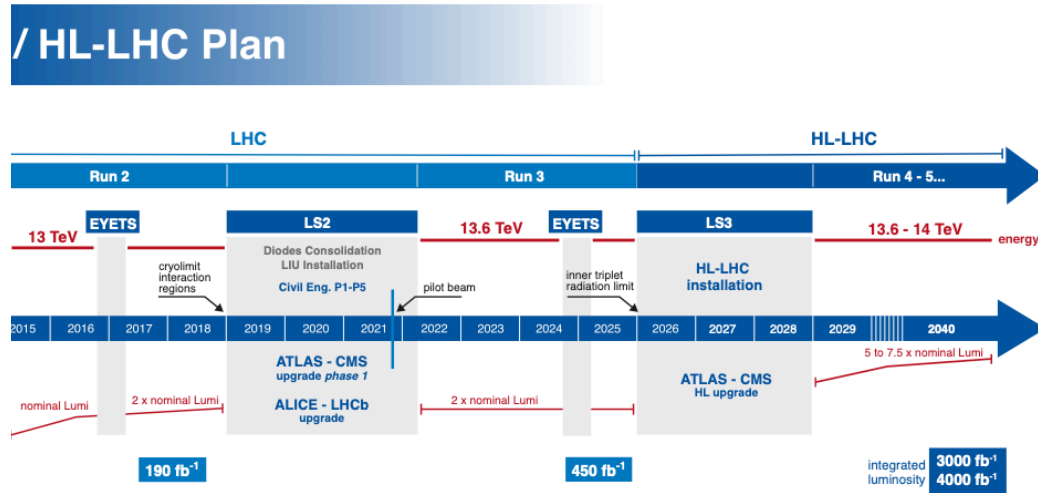 / HL-LHC Plan
LHC
HL-LHC
Run 2
Run 3
Run 4 - 5...
EYETS
LS2
EYETS
LS3
13 TeV
13.6 TeV
13.6 - 14 TeV
energy
Diodes Consolidation
LIU Installation
Civil Eng. P1-P5
cryolimit
interaction
regions
pilot beam
inner triplet
radiation limit
HL-LHC
installation
2015 2016 2017 2018 2019 2020 2021 2022 2023 2024 2025 2026 2027 2028 2029 2040
5 to 7.5 x nominal Lumi
ATLAS - CMS
upgrade phase 1
ALICE - LHCb
upgrade
ATLAS - CMS
HL upgrade
nominal Lumi
2 x nominal Lumi
2 x nominal Lumi
190 fb⁻¹
450 fb⁻¹
integrated
luminosity
3000 fb⁻¹
4000 fb⁻¹